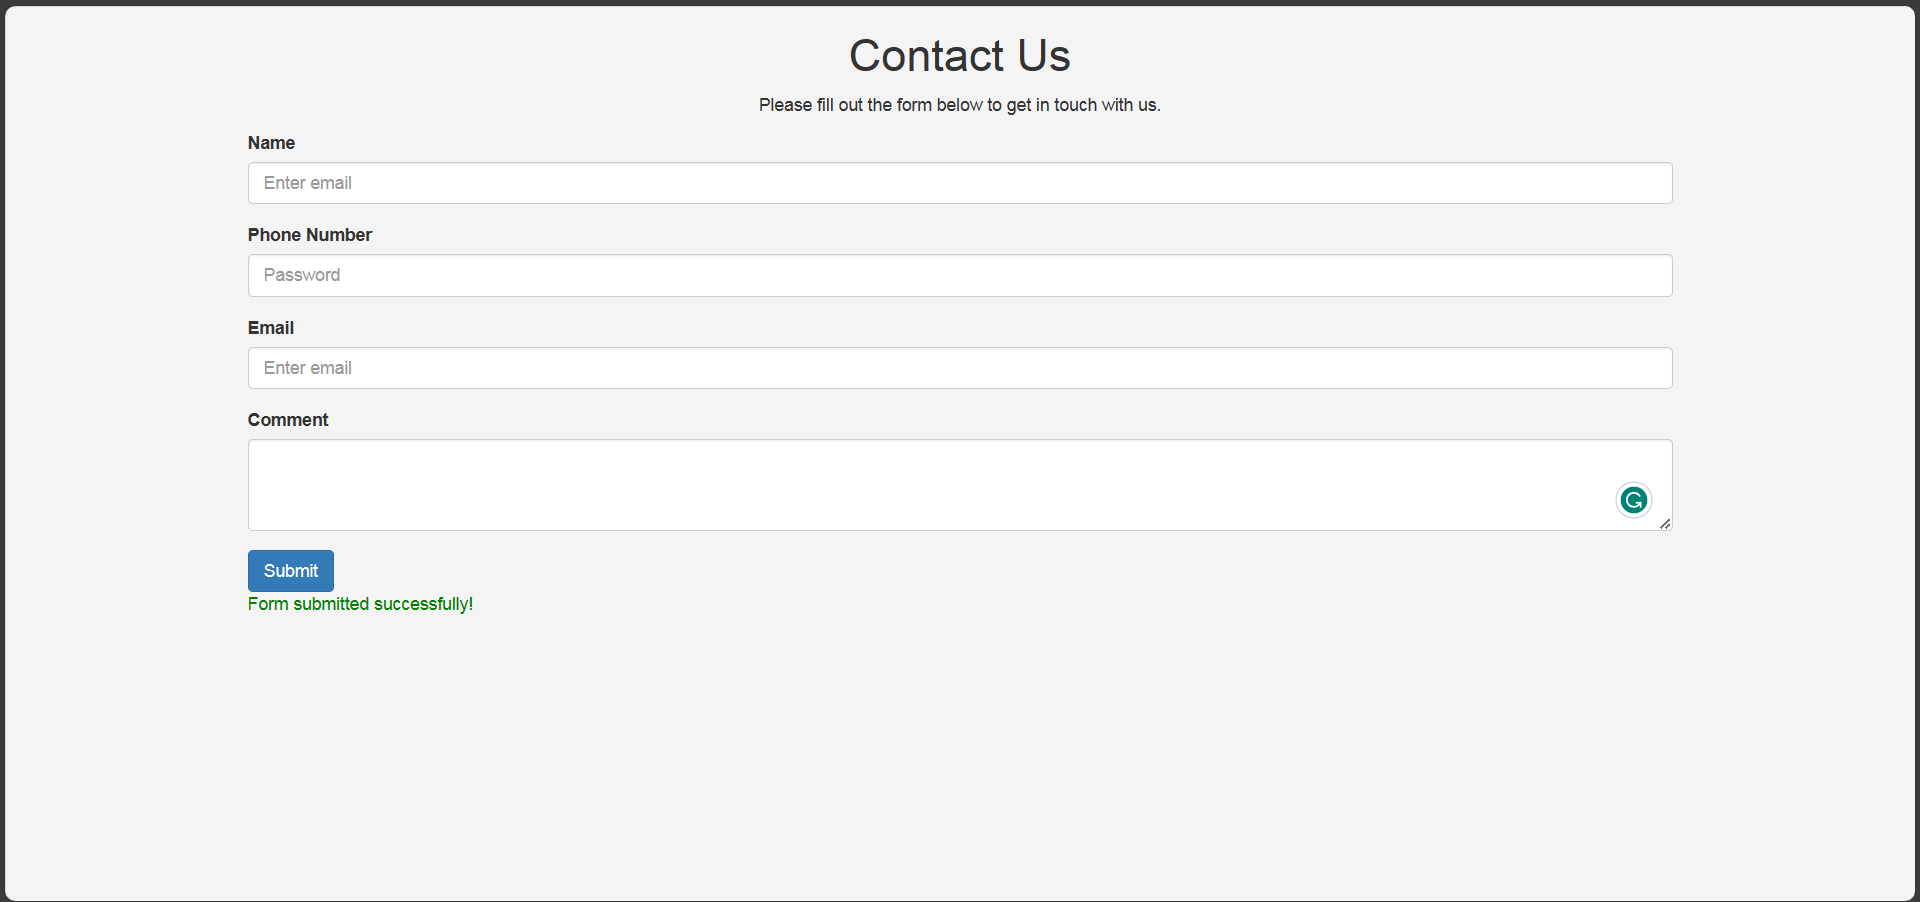 Contact Us
Please fill out the form below to get in touch with us.
Name
Enter email
Phone Number
Password
Email
Enter email
Comment
Submit
Form submitted successfully!